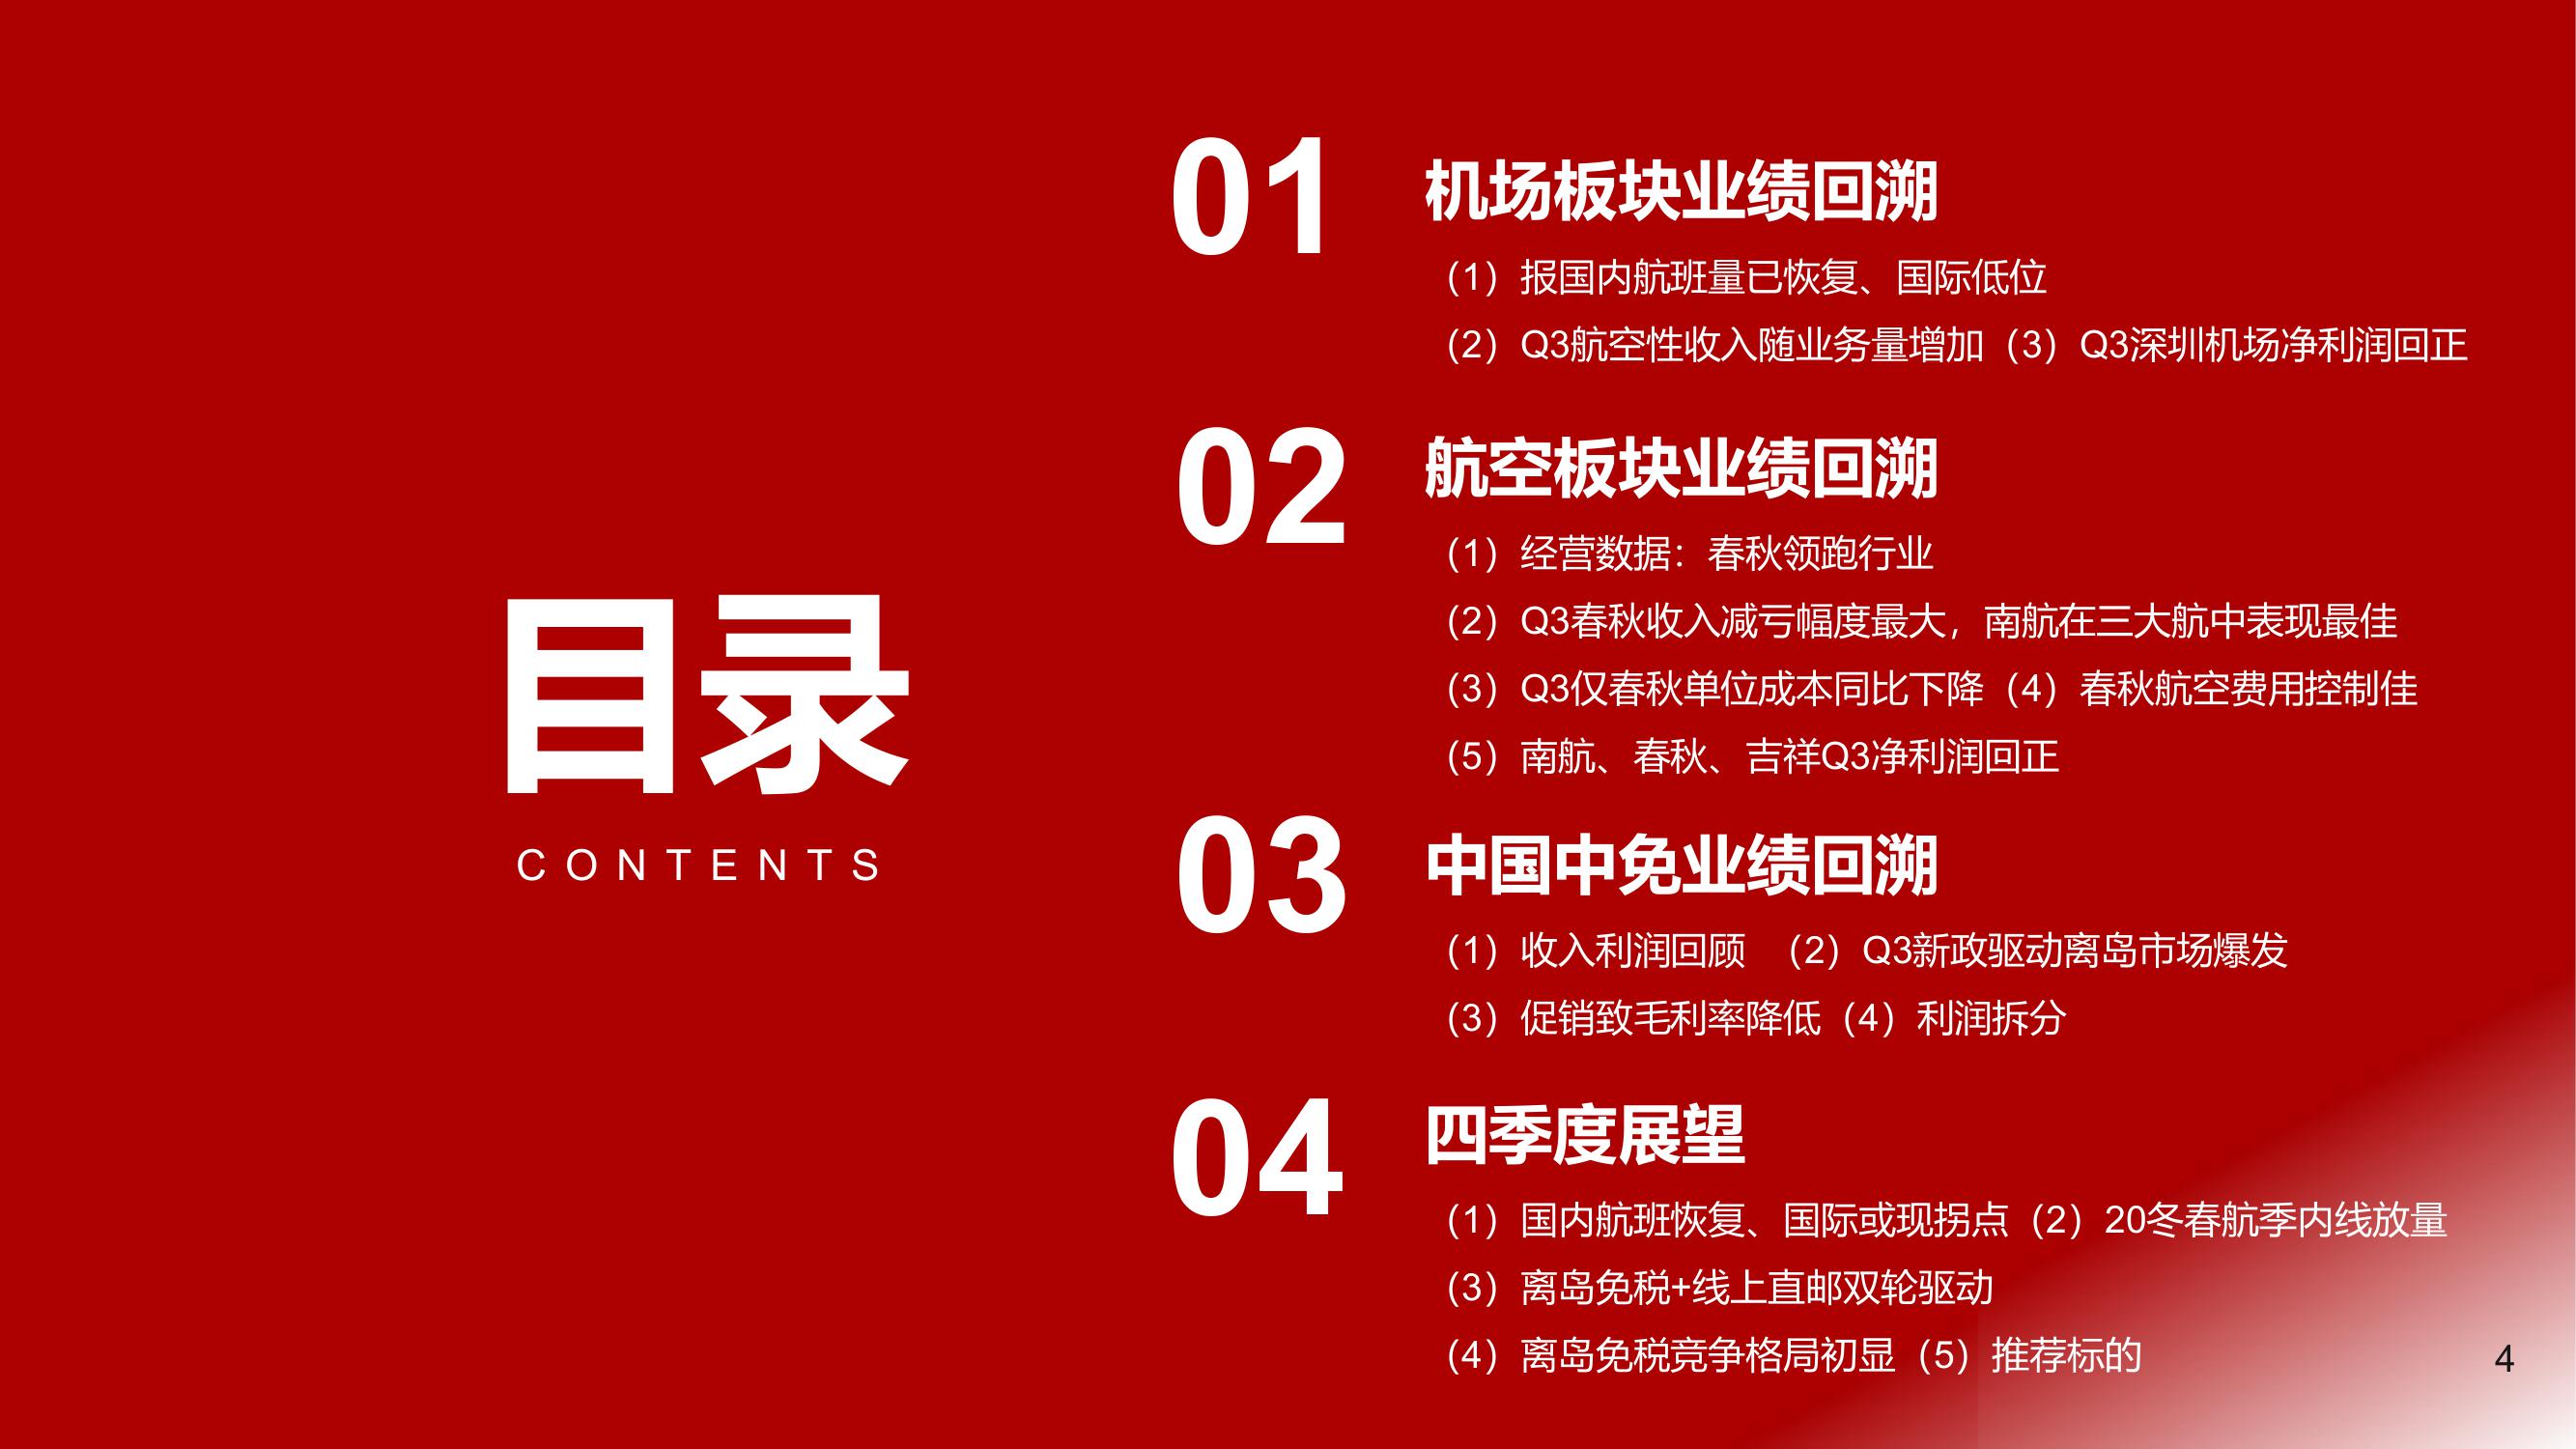 目录
CONTENTS
01
机场板块业绩回溯
（1）报国内航班量已恢复、国际低位
（2）Q3航空性收入随业务量增加（3）Q3深圳机场净利润回正
02
航空板块业绩回溯
（1）经营数据：春秋领跑行业
（2）Q3春秋收入减亏幅度最大，南航在三大航中表现最佳
（3）Q3仅春秋单位成本同比下降（4）春秋航空费用控制佳
（5）南航、春秋、吉祥Q3净利润回正
03
中国中免业绩回溯
（1）收入利润回顾 （2）Q3新政驱动离岛市场爆发
（3）促销致毛利率降低（4）利润拆分
04
四季度展望
（1）国内航班恢复、国际或现拐点（2）20冬春航季内线放量
（3）离岛免税+线上直邮双轮驱动
（4）离岛免税竞争格局初显（5）推荐标的
4